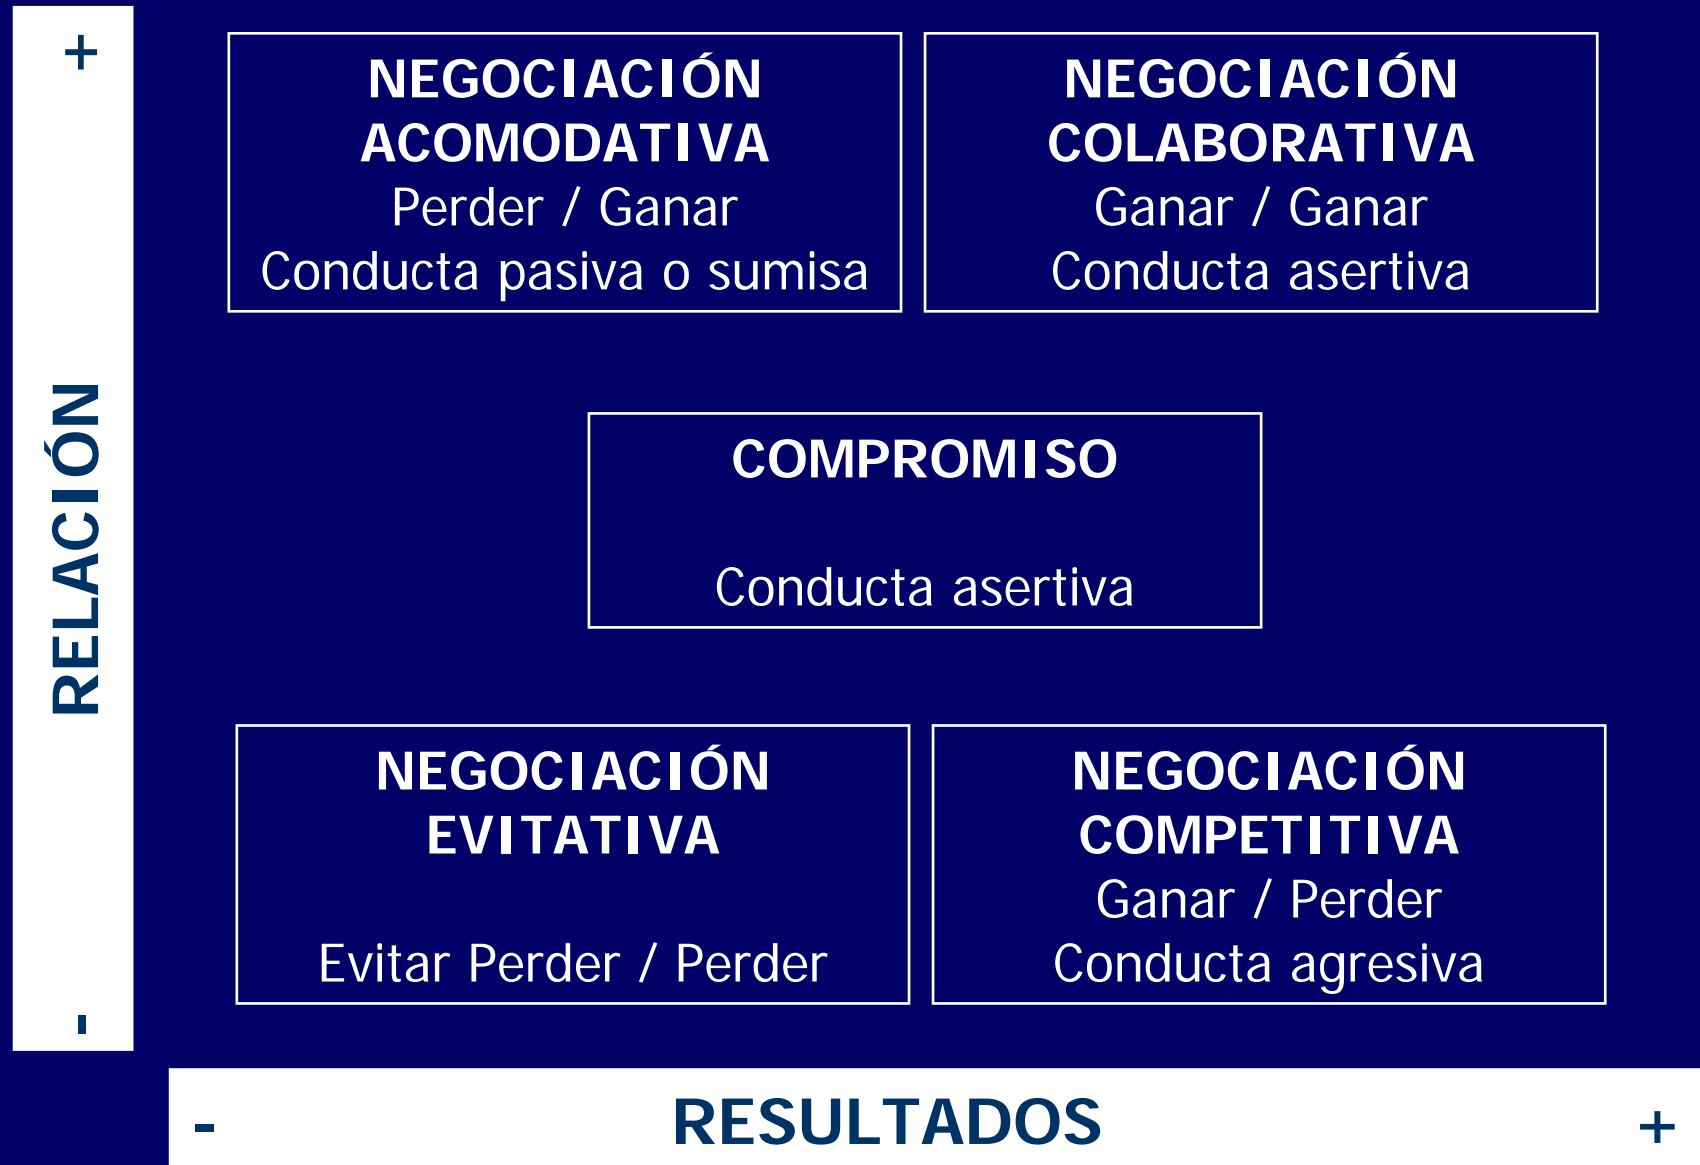 +
RELACIÓN
-
NEGOCIACIÓN
ACOMODATIVA
Perder / Ganar
Conducta pasiva o sumisa
NEGOCIACIÓN
COLABORATIVA
Ganar / Ganar
Conducta asertiva
COMPROMISO
Conducta asertiva
NEGOCIACIÓN
EVITATIVA
Evitar Perder / Perder
NEGOCIACIÓN
COMPETITIVA
Ganar / Perder
Conducta agresiva
- RESULTADOS +